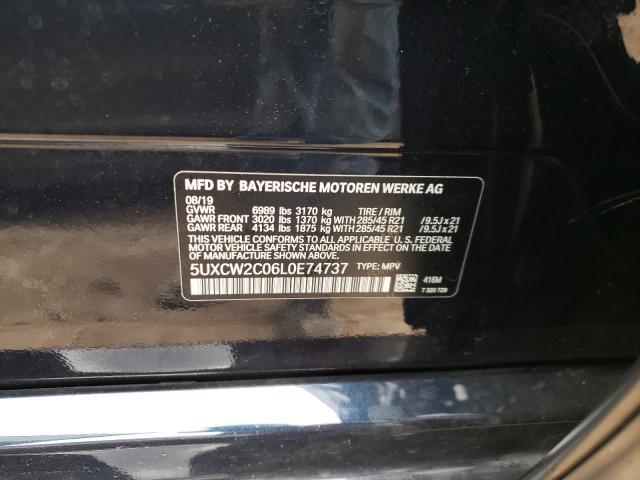 MFD BY BAYERISCHE MOTOREN WERKE AG
08/19
GVWR 6989 lbs 3170 kg TIRE / RIM
GAWR FRONT 3020 lbs 1370 kg WITH 285/45 R21 /9.5J x 21
GAWR REAR 4134 lbs 1875 kg WITH 285/45 R21 /9.5J x 21
THIS VEHICLE CONFORMS TO ALL APPLICABLE FEDERAL
MOTOR VEHICLE SAFETY STANDARDS IN EFFECT ON THE DATE
OF MANUFACTURE SHOWN ABOVE.
5UXCW2C06L0E74737 TYPE: MPV
416M
7 320 729